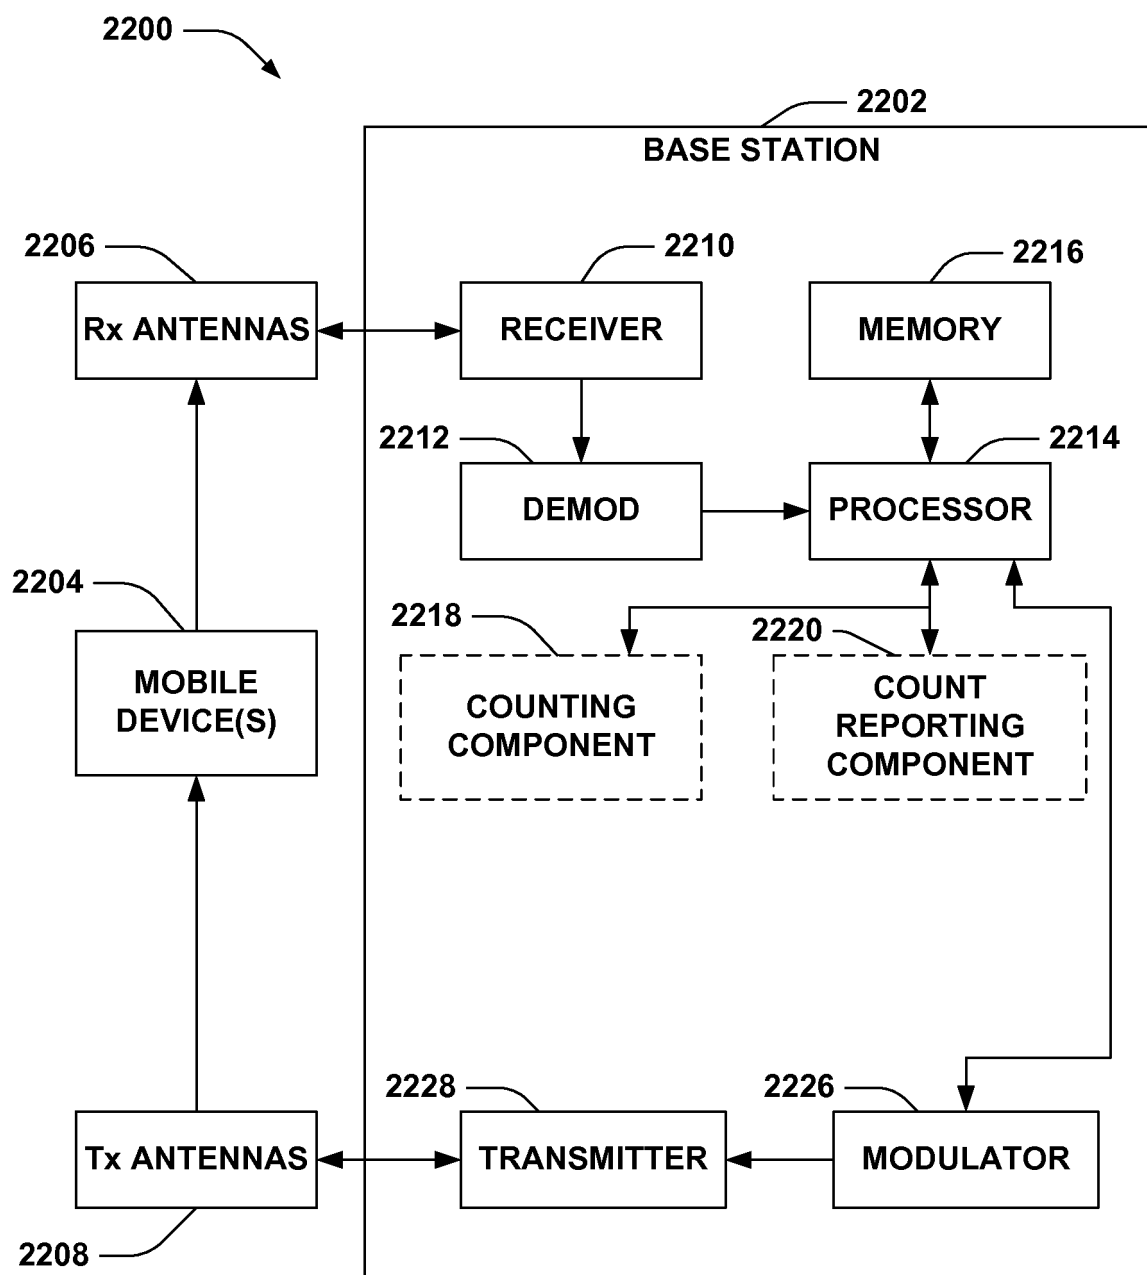 2200
2202
BASE STATION
2206
2210
2216
Rx ANTENNAS
RECEIVER
MEMORY
2212
2214
DEMOD
PROCESSOR
2204
2218
2220
MOBILE
DEVICE(S)
COUNTING
COMPONENT
COUNT
REPORTING
COMPONENT
2228
2226
Tx ANTENNAS
TRANSMITTER
MODULATOR
2208